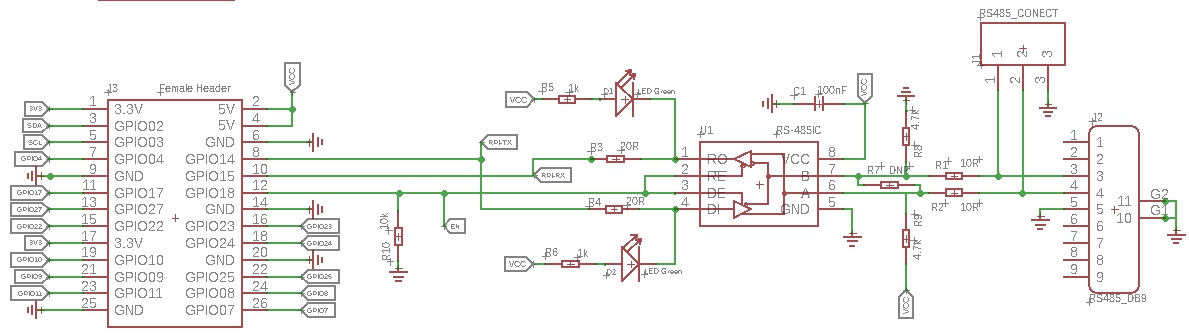 RS485_CONECT
J1
1 2 3
1 2 3
J3 Female Header
VCC
3V3 1 3.3V 5V 2
SDA 3 GPIO02 5V 4
SCL 5 GPIO03 GND 6
GPIO4 7 GPIO04 GPIO14 8
9 GND GPIO15 10
GPIO17 11 GPIO17 GPIO18 12
GPIO27 13 GPIO27 GND 14
GPIO22 15 GPIO22 GPIO23 16 GPIO23
3V3 17 3.3V GPIO24 18 GPIO24
GPIO10 19 GPIO10 GND 20
GPIO9 21 GPIO09 GPIO25 22 GPIO25
GPIO11 23 GPIO11 GPIO08 24 GPIO8
25 GND GPIO07 26 GPIO7
R10 10k
EN
RPI.TX
RPI.RX
VCC R5 1k D1 LED Green
R3 20R
R4 20R
VCC R6 1k D2 LED Green
U1 RS-485IC
1 RO VCC 8
2 RE B 7
3 DE A 6
4 DI GND 5
C1 100nF
VCC
4.7k R8
R7 DNP
R1 10R
R2 10R
R9 4.7k
VCC
J2
1 1
2 2
3 3
4 4
5 5
6 6
7 7
8 8
9 9
11 G2
10
RS485_DB9